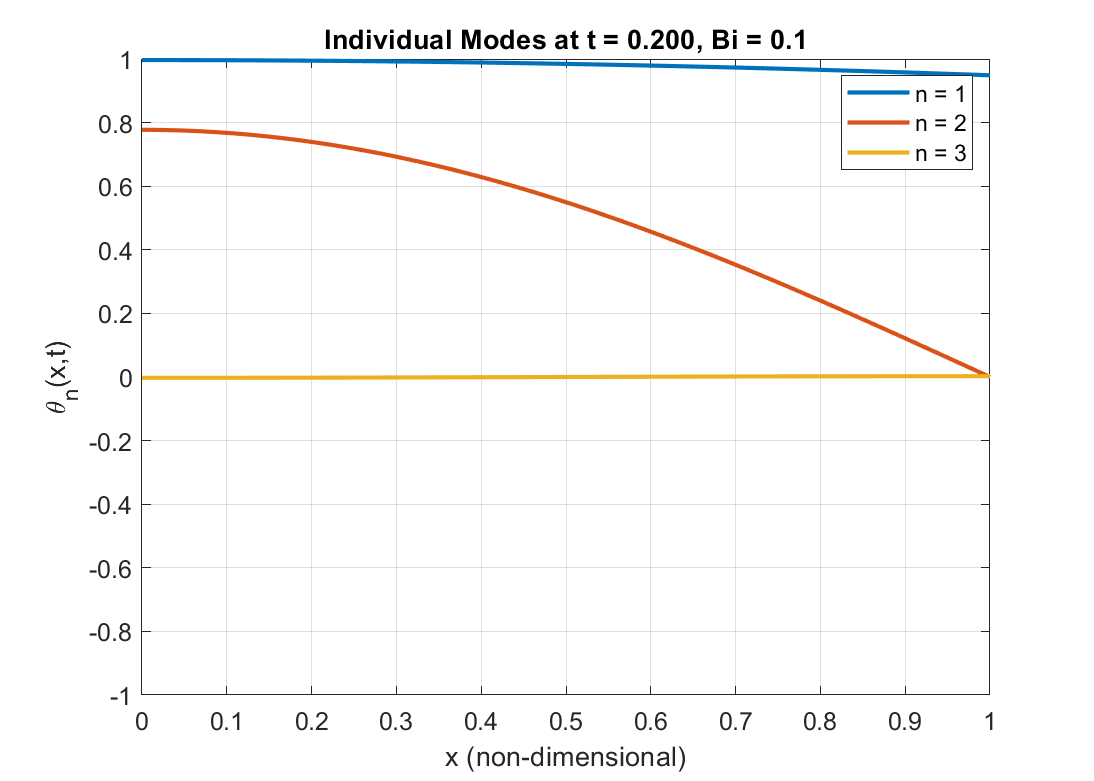 Individual Modes at t = 0.200, Bi = 0.1
1
0.8
0.6
0.4
0.2
0
-0.2
-0.4
-0.6
-0.8
-1
θn(x,t)
n = 1
n = 2
n = 3
0 0.1 0.2 0.3 0.4 0.5 0.6 0.7 0.8 0.9 1
x (non-dimensional)